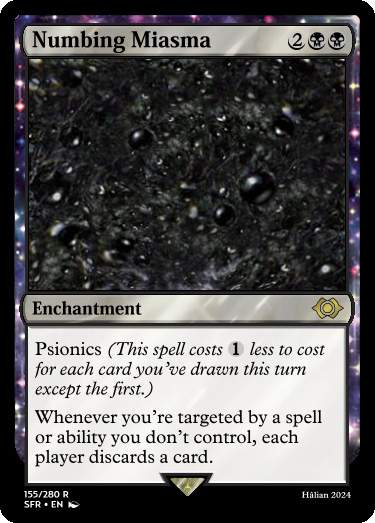 Numbing Miasma 2
Enchantment
Psionics (This spell costs 1 less to cost
for each card you've drawn this turn
except the first.)
Whenever you're targeted by a spell
or ability you don't control, each
player discards a card.
155/280 R
SFR • EN
Hālian 2024